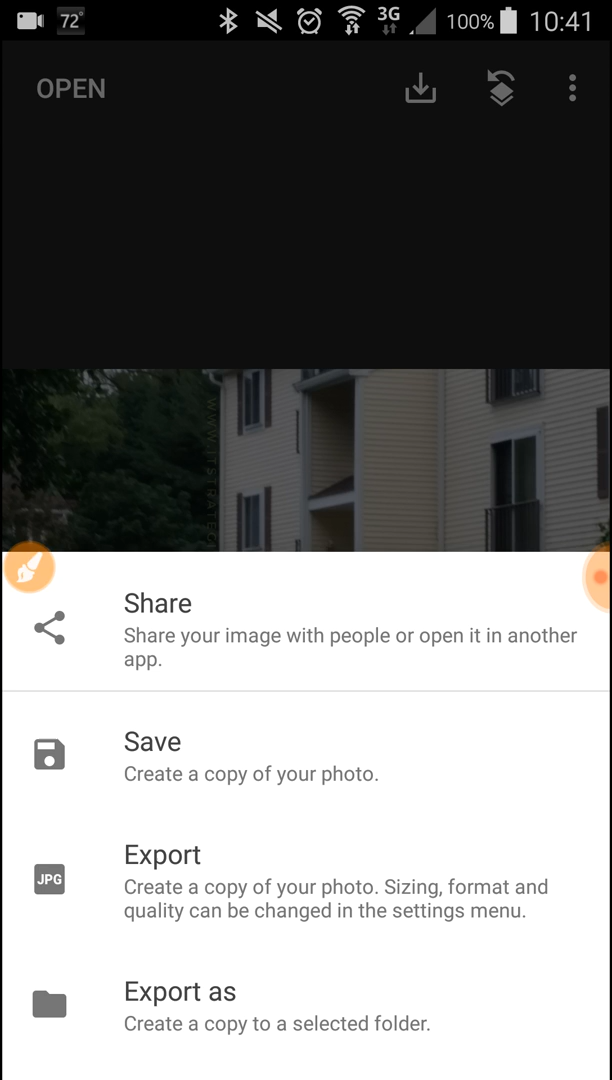 72°
3G
100%
10:41
OPEN
WWW.ITSTRATEC
Share
Share your image with people or open it in another
app.
Save
Create a copy of your photo.
JPG
Export
Create a copy of your photo. Sizing, format and
quality can be changed in the settings menu.
Export as
Create a copy to a selected folder.